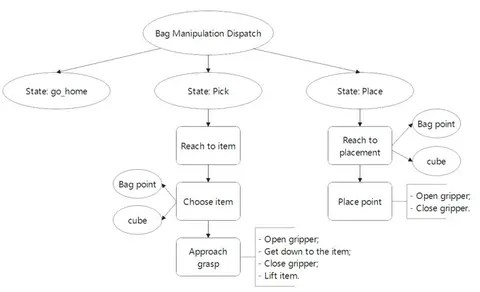 Bag Manipulation Dispatch
State: go_home
State: Pick
State: Place
Reach to item
Reach to
placement
Bag point
cube
Bag point
cube
Choose item
Place point
- Open gripper;
- Close gripper.
Approach
grasp
- Open gripper;
- Get down to the item;
- Close gripper;
- Lift item.